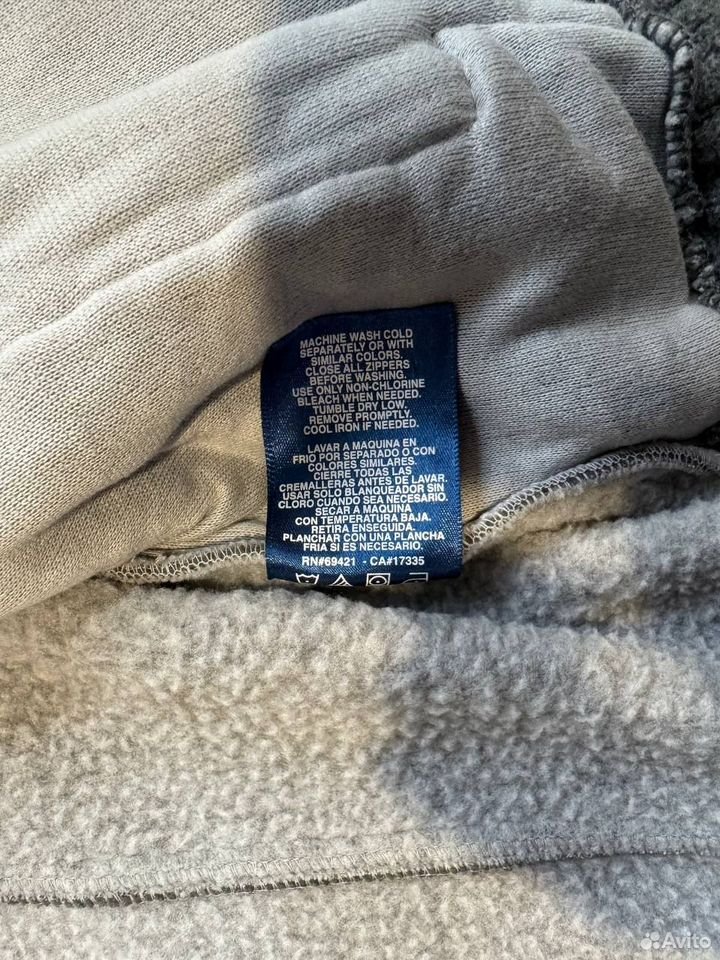 MACHINE WASH COLD
SEPARATELY OR WITH
SIMILAR COLORS.
CLOSE ALL ZIPPERS
BEFORE WASHING.
USE ONLY NON-CHLORINE
BLEACH WHEN NEEDED.
TUMBLE DRY LOW.
REMOVE PROMPTLY.
COOL IRON IF NEEDED.
LAVAR A MAQUINA EN
FRIO POR SEPARADO O CON
COLORES SIMILARES.
CIERRE TODAS LAS
CREMALLERAS ANTES DE LAVAR.
USAR SOLO BLANQUEADOR SIN
CLORO CUANDO SEA NECESARIO.
SECAR A MAQUINA
CON TEMPERATURA BAJA.
RETIRA ENSEGUIDA.
PLANCHAR CON UNA PLANCHA
FRIA SI ES NECESARIO.
RN#69421 - CA#17335
Avito